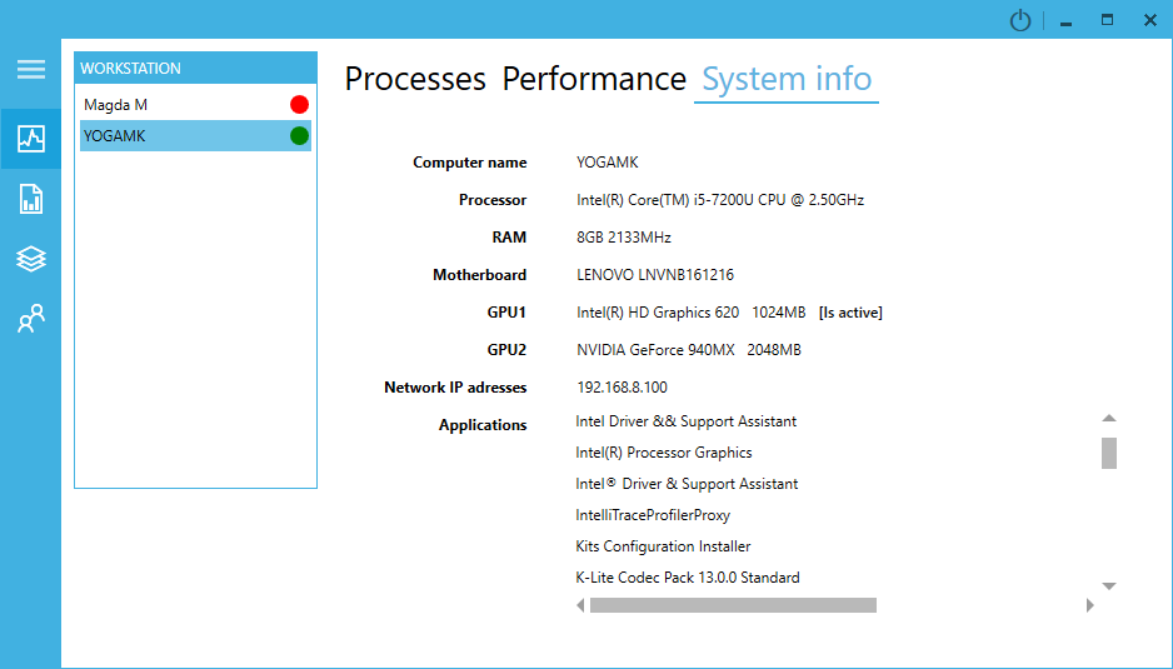 WORKSTATION
Magda M
YOGAMK
Processes Performance System info
Computer name YOGAMK
Processor Intel(R) Core(TM) i5-7200U CPU @ 2.50GHz
RAM 8GB 2133MHz
Motherboard LENOVO LNVNB161216
GPU1 Intel(R) HD Graphics 620 1024MB [Is active]
GPU2 NVIDIA GeForce 940MX 2048MB
Network IP adresses 192.168.8.100
Applications Intel Driver && Support Assistant
Intel(R) Processor Graphics
Intel® Driver & Support Assistant
IntelliTraceProfilerProxy
Kits Configuration Installer
K-Lite Codec Pack 13.0.0 Standard